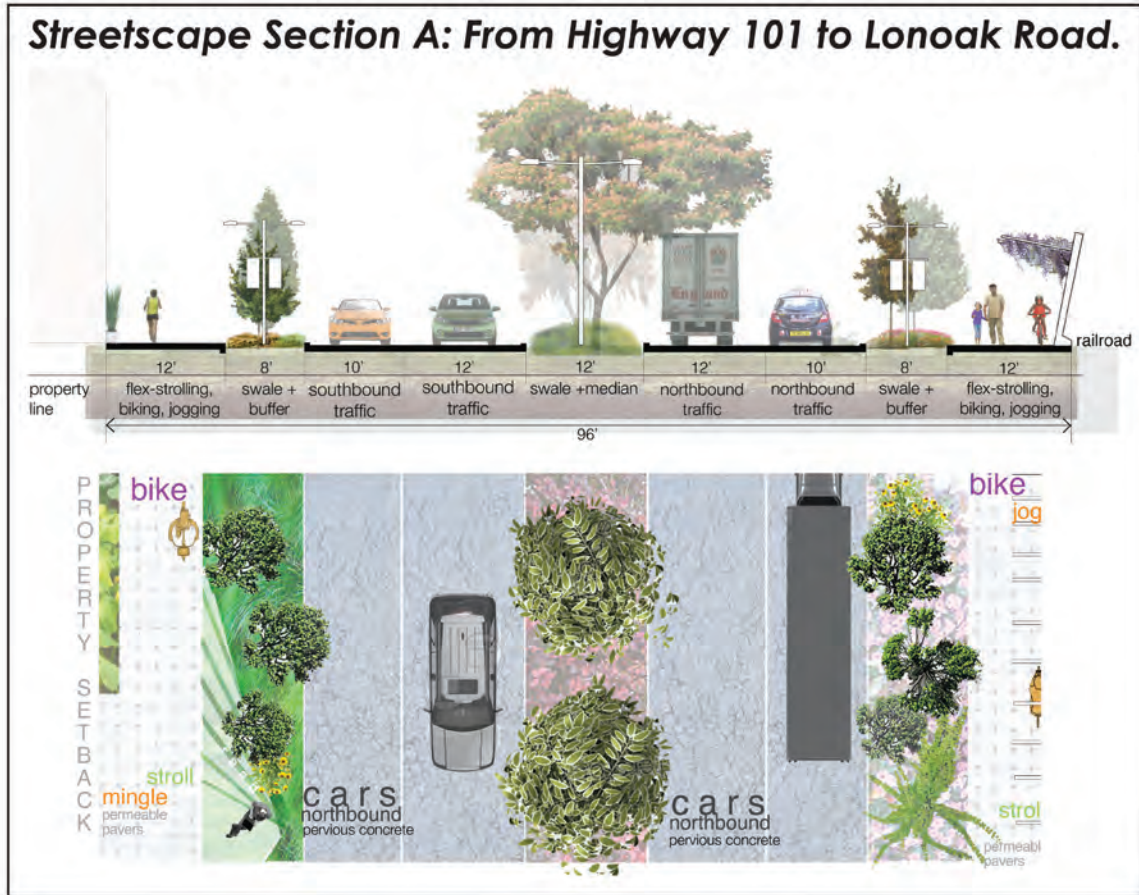 Streetscape Section A: From Highway 101 to Lonoak Road.
England
railroad
12' 8' 10' 12' 12' 12' 10' 8' 12'
property line
flex-strolling, biking, jogging
swale + buffer
southbound traffic
southbound traffic
swale +median
northbound traffic
northbound traffic
swale + buffer
flex-strolling, biking, jogging
96'
PROPERTY SETBACK
bike
stroll
mingle
permeable
pavers
cars
northbound
pervious concrete
cars
northbound
pervious concrete
bike
jog
strol
permeabl
pavers